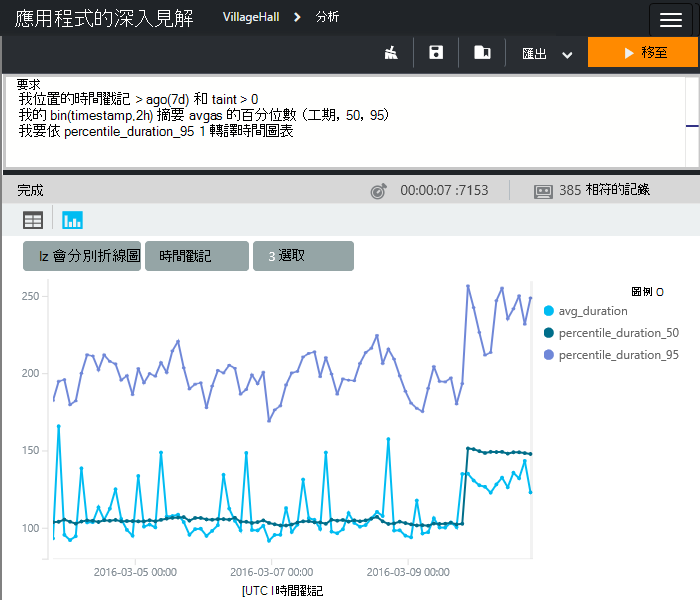 應用程式的深入見解
VillageHall
分析
匯出
移至
要求
我位置的時間戳記 > ago(7d) 和 taint > 0
我的 bin(timestamp,2h) 摘要 avgas 的百分位數 (工期, 50, 95)
我要依 percentile_duration_95 1 轉譯時間圖表
完成
00:00:07 :7153
385 相符的記錄
lz 會分別折線圖
時間戳記
3 選取
圖例 O
avg_duration
percentile_duration_50
percentile_duration_95
250
200
150
100
2016-03-05 00:00
2016-03-07 00:00
2016-03-09 00:00
[UTC l時間戳記